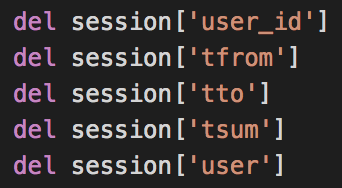 del session['user_id']
del session['tfrom']
del session['tto']
del session['tsum']
del session['user']